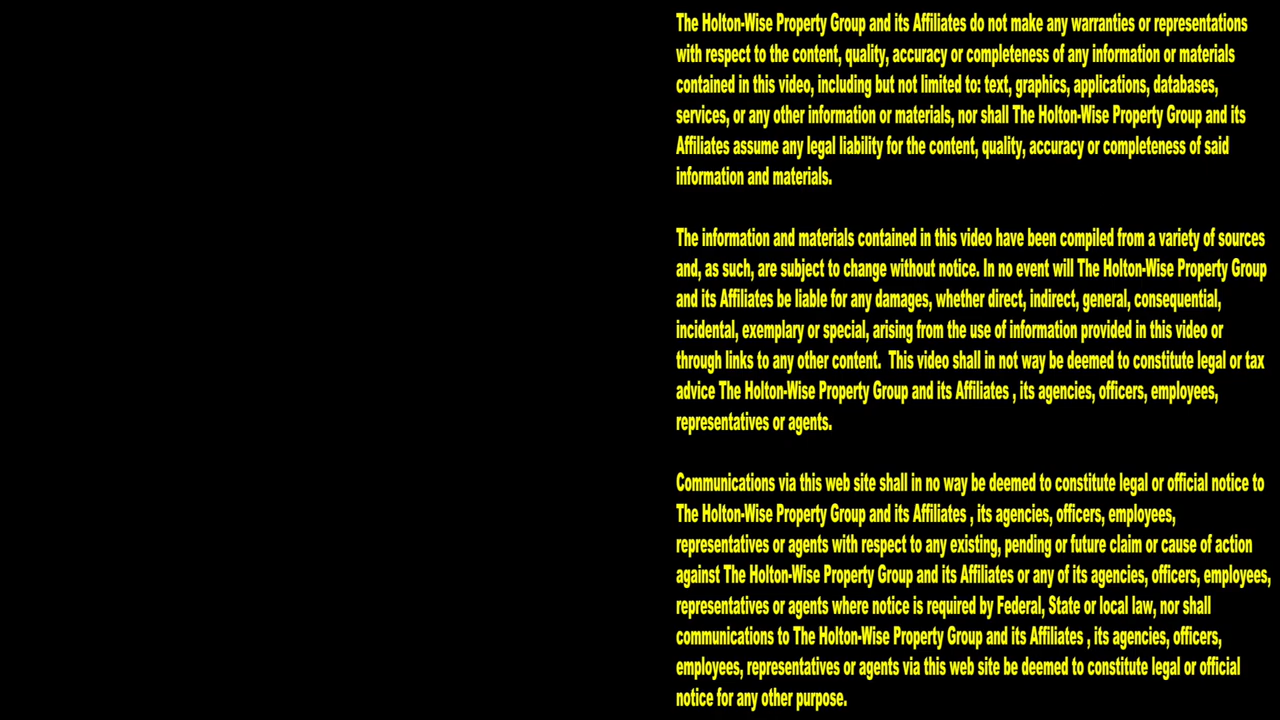 The Holton-Wise Property Group and its Affiliates do not make any warranties or representations
with respect to the content, quality, accuracy or completeness of any information or materials
contained in this video, including but not limited to: text, graphics, applications, databases,
services, or any other information or materials, nor shall The Holton-Wise Property Group and its
Affiliates assume any legal liability for the content, quality, accuracy or completeness of said
information and materials.
The information and materials contained in this video have been compiled from a variety of sources
and, as such, are subject to change without notice. In no event will The Holton-Wise Property Group
and its Affiliates be liable for any damages, whether direct, indirect, general, consequential,
incidental, exemplary or special, arising from the use of information provided in this video or
through links to any other content.  This video shall in not way be deemed to constitute legal or tax
advice The Holton-Wise Property Group and its Affiliates , its agencies, officers, employees,
representatives or agents.
Communications via this web site shall in no way be deemed to constitute legal or official notice to
The Holton-Wise Property Group and its Affiliates , its agencies, officers, employees,
representatives or agents with respect to any existing, pending or future claim or cause of action
against The Holton-Wise Property Group and its Affiliates or any of its agencies, officers, employees,
representatives or agents where notice is required by Federal, State or local law, nor shall
communications to The Holton-Wise Property Group and its Affiliates , its agencies, officers,
employees, representatives or agents via this web site be deemed to constitute legal or official
notice for any other purpose.